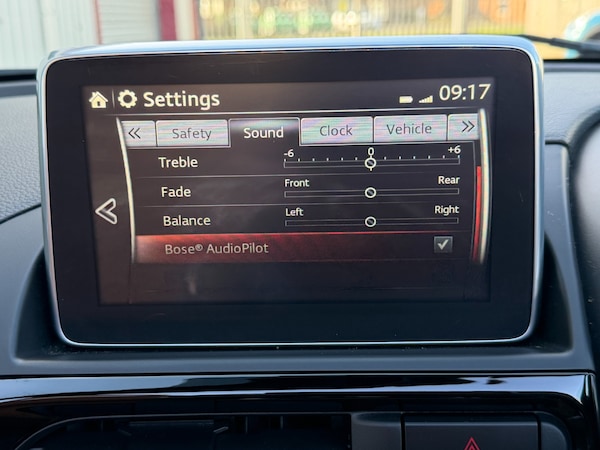 Settings 09:17
« Safety Sound Clock Vehicle »
-6 0 +6
Treble
Front Rear
Fade
Left Right
Balance
Bose® AudioPilot